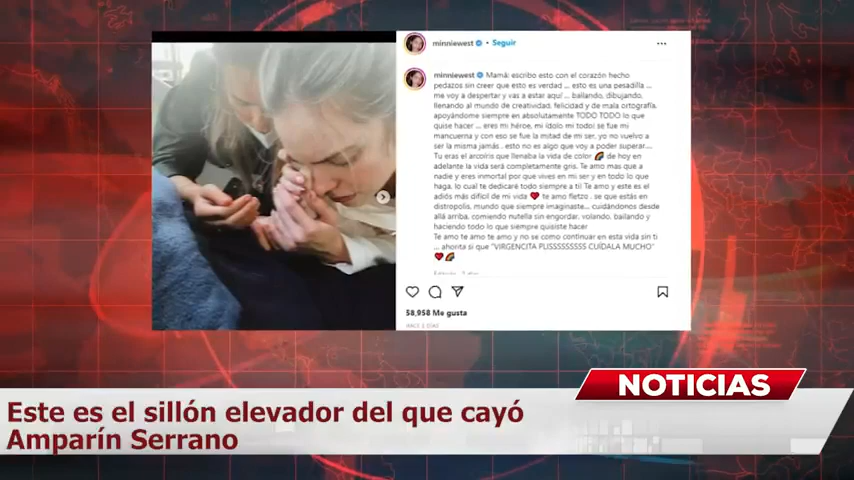 minniewest • Seguir
minniewest Mamá: escribo esto con el corazón hecho
pedazos sin creer que esto es verdad ... esto es una pesadilla ...
me voy a despertar y vas a estar aquí ... bailando, dibujando,
llenando al mundo de creatividad, felicidad y de mala ortografía,
apoyándome siempre en absolutamente TODO TODO lo que
quise hacer ... eres mi héroe, mi ídolo mi todo! se fue mi
mancuerna y con eso se fue la mitad de mi ser, yo no vuelvo a
ser la misma jamás . esto no es algo que voy a poder superar....
Tu eras el arcoíris que llenaba la vida de color 🌈 de hoy en
adelante la vida será completamente gris. Te amo mas que a
nadie y eres inmortal por que vives en mi ser y en todo lo que
haga, lo cual te dedicaré todo siempre a ti! Te amo y este es el
adiós más difícil de mi vida ❤️ te amo fletzo . se que estás en
distropolis, mundo que siempre imaginaste... cuidándonos desde
allá arriba, comiendo nutella sin engordar, volando, bailando y
haciendo todo lo que siempre quisiste hacer
Te amo te amo te amo y no se como continuar en esta vida sin ti
... ahorita si que "VIRGENCITA PLISSSSSSSSS CUÍDALA MUCHO"
❤️🌈
58,958 Me gusta
HACE 2 DÍAS
NOTICIAS
Este es el sillón elevador del que cayó
Amparín Serrano